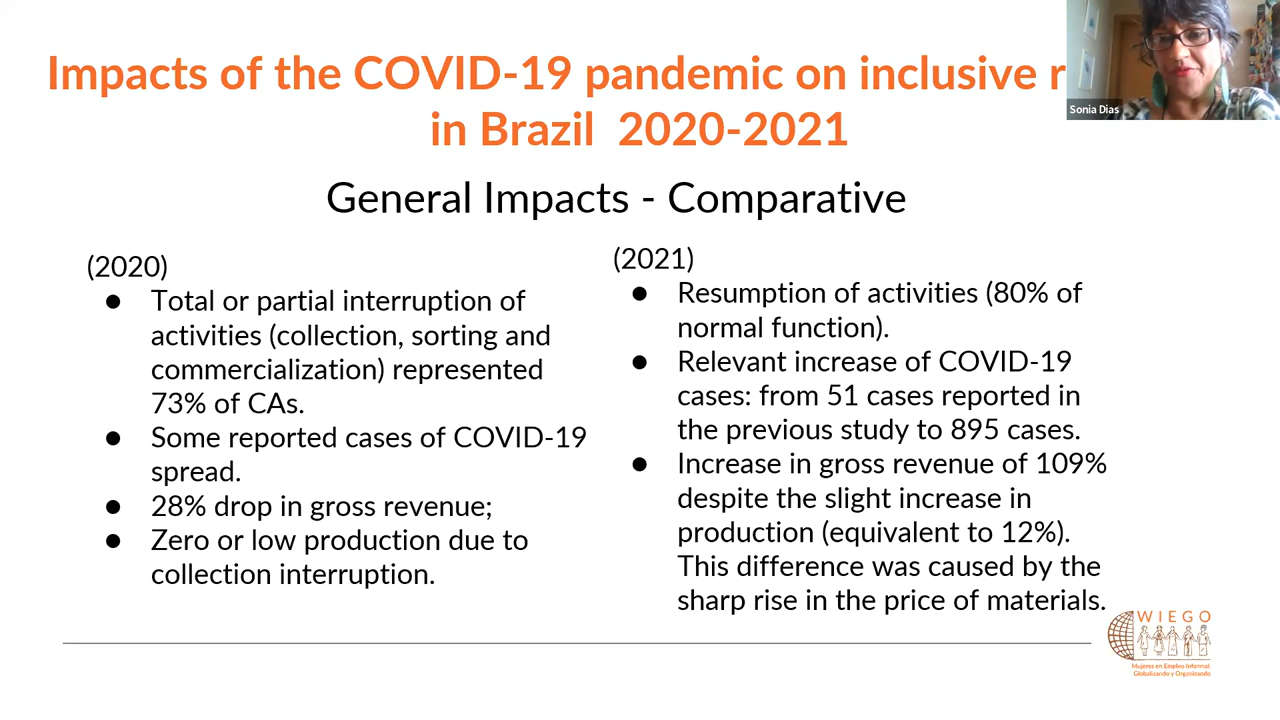 Impacts of the COVID-19 pandemic on inclusive
in Brazil 2020-2021
Sonia Dias
General Impacts - Comparative
(2020)
● Total or partial interruption of
activities (collection, sorting and
commercialization) represented
73% of CAs.
● Some reported cases of COVID-19
spread.
● 28% drop in gross revenue;
● Zero or low production due to
collection interruption.
(2021)
● Resumption of activities (80% of
normal function).
● Relevant increase of COVID-19
cases: from 51 cases reported in
the previous study to 895 cases.
● Increase in gross revenue of 109%
despite the slight increase in
production (equivalent to 12%).
This difference was caused by the
sharp rise in the price of materials.
WIEGO
Mujeres en Empleo Informal:
Globalizando y Organizando